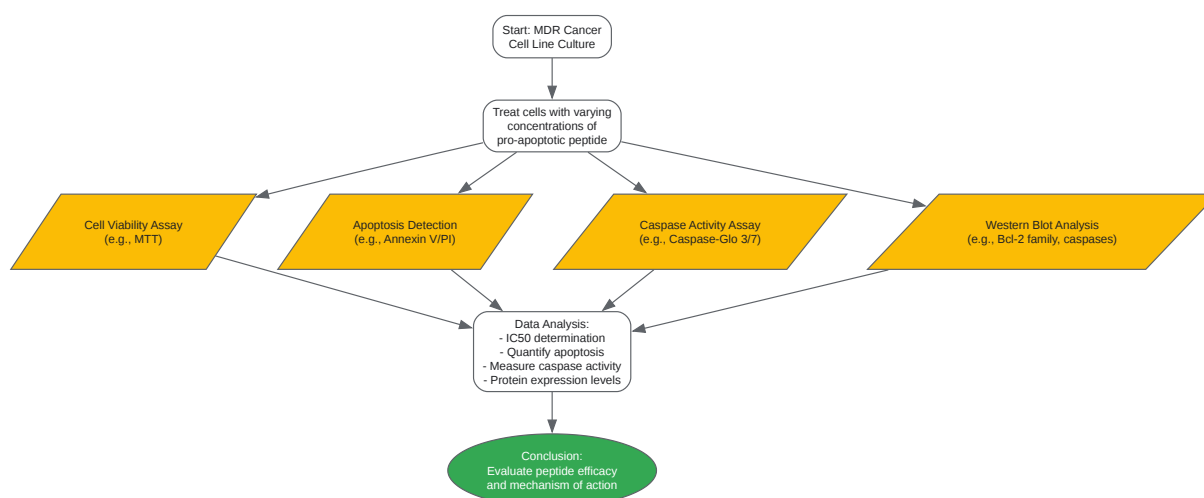 Start: MDR Cancer
Cell Line Culture
Treat cells with varying
concentrations of
pro-apoptotic peptide
Cell Viability Assay
(e.g., MTT)
Apoptosis Detection
(e.g., Annexin V/PI)
Caspase Activity Assay
(e.g., Caspase-Glo 3/7)
Western Blot Analysis
(e.g., Bcl-2 family, caspases)
Data Analysis:
- IC50 determination
- Quantify apoptosis
- Measure caspase activity
- Protein expression levels
Conclusion:
Evaluate peptide efficacy
and mechanism of action